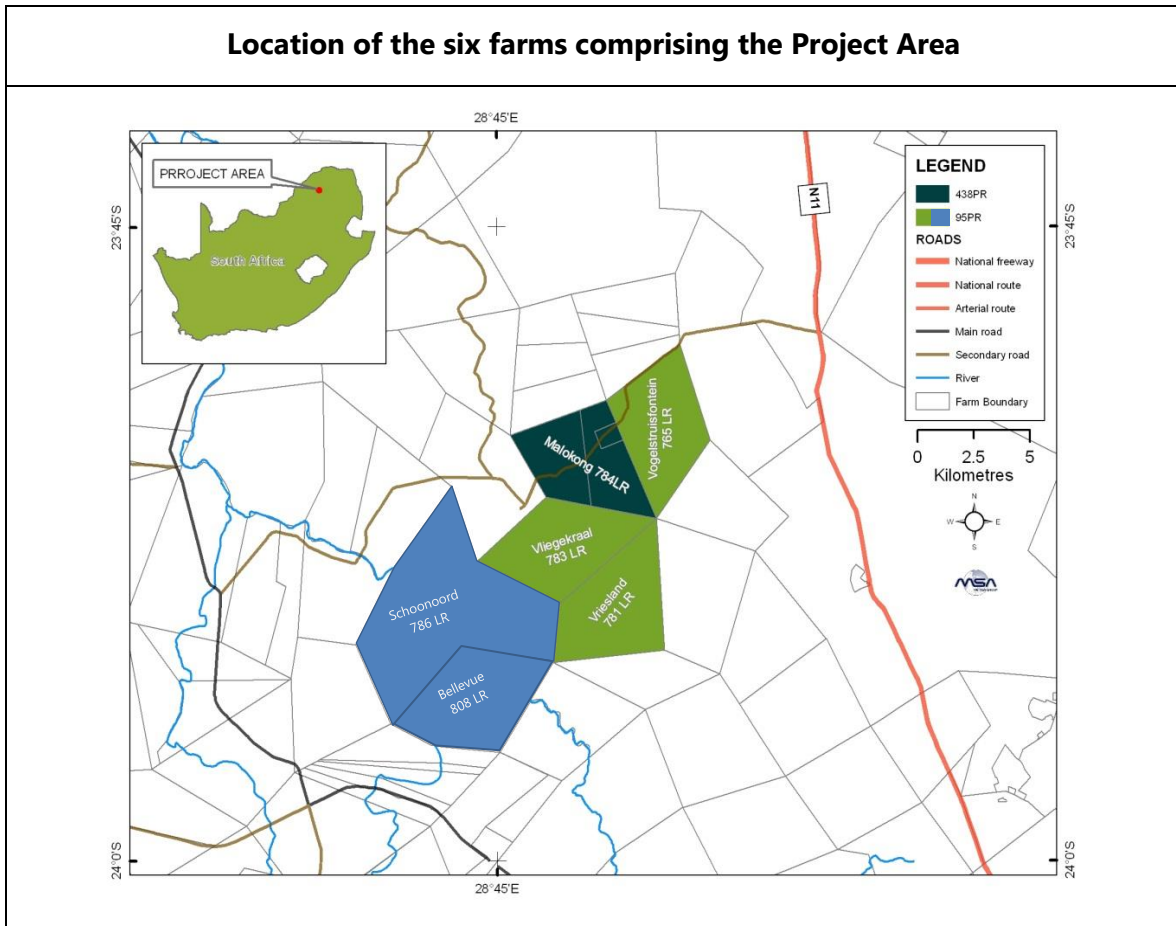 Location of the six farms comprising the Project Area
28°45'E
PRROJECT AREA
South Africa
N11
LEGEND
438PR
95PR
ROADS
National freeway
National route
Arterial route
Main road
Secondary road
River
Farm Boundary
0 2.5 5
Kilometres
N
W E
S
MSA
23°45'S
23°45'S
Vogelstruisfontein
765 LR
Malokong 784LR
Vliegekraal
783 LR
Vriesland
781 LR
Schoonoord
786 LR
Bellevue
808 LR
24°0'S
24°0'S
28°45'E